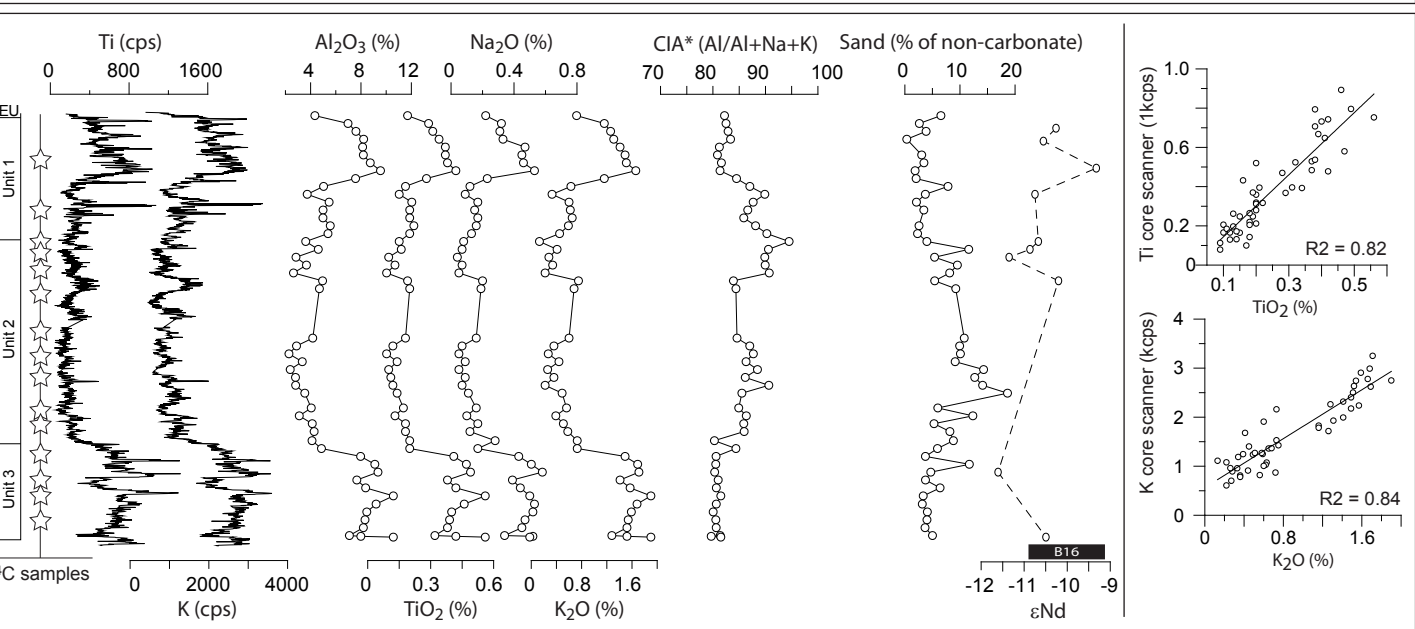 Ti (cps)
Al2O3 (%)
Na2O (%)
CIA* (Al/Al+Na+K)
Sand (% of non-carbonate)
0 800 1600
4 8 12
0 0.4 0.8
70 80 90 100
0 10 20
EU
Unit 1
Unit 2
Unit 3
C samples
0 2000 4000
K (cps)
0 0.3 0.6
TiO2 (%)
0 0.8 1.6
K2O (%)
B16
-12 -11 -10 -9
εNd
Ti core scanner (1kcps)
1.0
0.6
0.2
0
R2 = 0.82
0.1 0.3 0.5
TiO2 (%)
K core scanner (kcps)
4
3
2
1
0
R2 = 0.84
0 0.8 1.6
K2O (%)